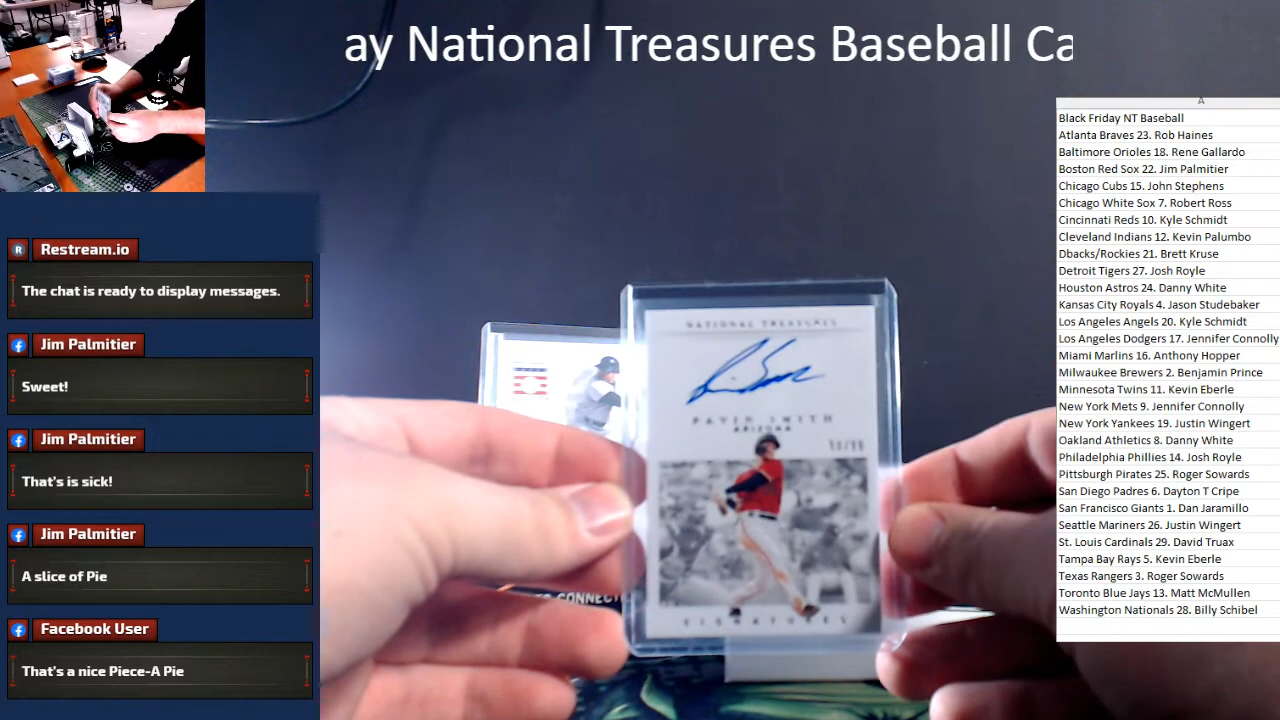 ay National Treasures Baseball Ca
A
Black Friday NT Baseball
Atlanta Braves 23. Rob Haines
Baltimore Orioles 18. Rene Gallardo
Boston Red Sox 22. Jim Palmitier
Chicago Cubs 15. John Stephens
Chicago White Sox 7. Robert Ross
Cincinnati Reds 10. Kyle Schmidt
Cleveland Indians 12. Kevin Palumbo
Dbacks/Rockies 21. Brett Kruse
Detroit Tigers 27. Josh Royle
Houston Astros 24. Danny White
Kansas City Royals 4. Jason Studebaker
Los Angeles Angels 20. Kyle Schmidt
Los Angeles Dodgers 17. Jennifer Connolly
Miami Marlins 16. Anthony Hopper
Milwaukee Brewers 2. Benjamin Prince
Minnesota Twins 11. Kevin Eberle
New York Mets 9. Jennifer Connolly
New York Yankees 19. Justin Wingert
Oakland Athletics 8. Danny White
Philadelphia Phillies 14. Josh Royle
Pittsburgh Pirates 25. Roger Sowards
San Diego Padres 6. Dayton T Cripe
San Francisco Giants 1. Dan Jaramillo
Seattle Mariners 26. Justin Wingert
St. Louis Cardinals 29. David Truax
Tampa Bay Rays 5. Kevin Eberle
Texas Rangers 3. Roger Sowards
Toronto Blue Jays 13. Matt McMullen
Washington Nationals 28. Billy Schibel
R Restream.io
The chat is ready to display messages.
Jim Palmitier
Sweet!
Jim Palmitier
That's is sick!
Jim Palmitier
A slice of Pie
Facebook User
That's a nice Piece-A Pie
NATIONAL TREASURES
PAVIN SMITH
ARIZONA
SIGNATURES